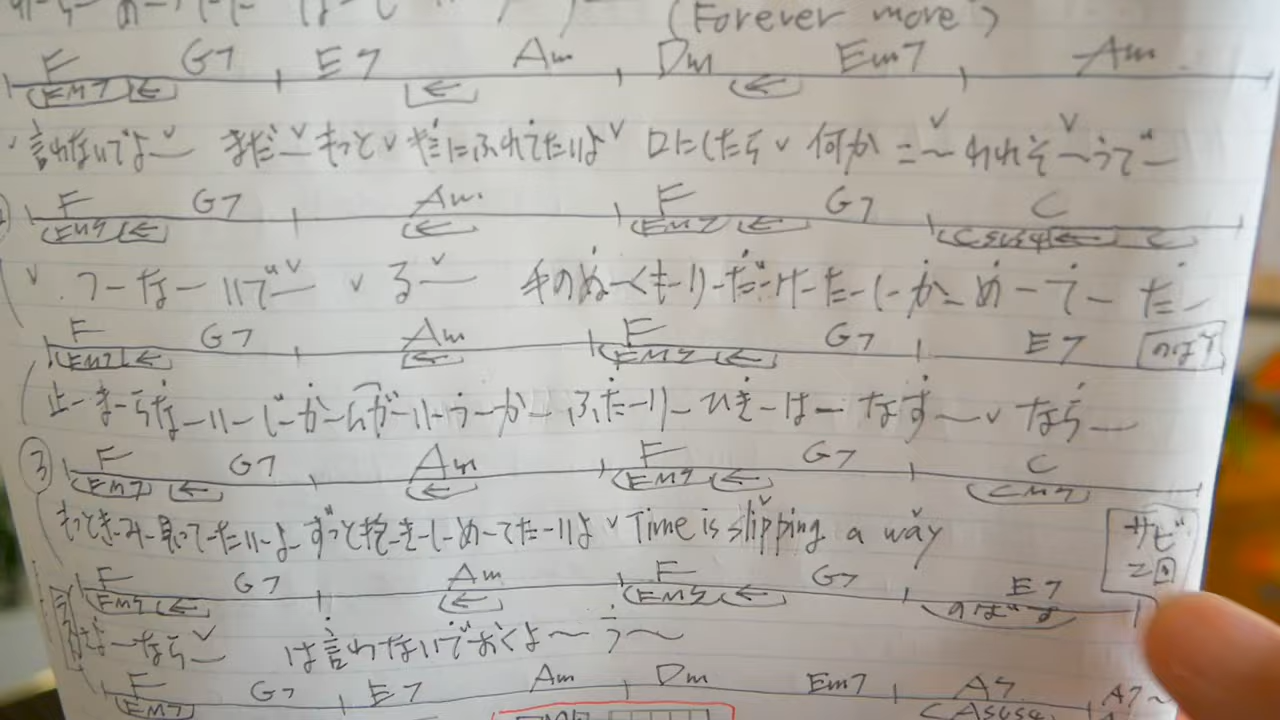 (Forever more)
F G7 E7 Am Dm Em7 Am
EM7 ← ← ←
言わないでよ〜 まだ〜 もっと ふれてたいよ 口にしたら 何か こ〜われそ〜うで〜
F G7 Am F G7 C
EM7 ← ← EM7 ← Csus4 ← C
つーなーいで〜 る〜 手のぬーくもーりーだーけーたーしーかーめーてーたー
F G7 Am F G7 E7 のばす
EM7 ← ← EM7 ←
止ーまーらなーいーじーかーんがーいーうーかー ふたーりーひきーはーなす〜なら〜
③ F G7 Am F G7 C
EM7 ← ← EM7 ← CM7
もっときーみー見ってーたいーよーずっと抱ーきーしーめーてたーいよ Time is slipping a way
サビ
F G7 Am F G7 E7
EM7 ← ← EM7 ← のばす
さよーなら〜 は言わないでおくよ〜う〜
F G7 E7 Am Dm Em7 A7 A7〜
EM7 Asus4